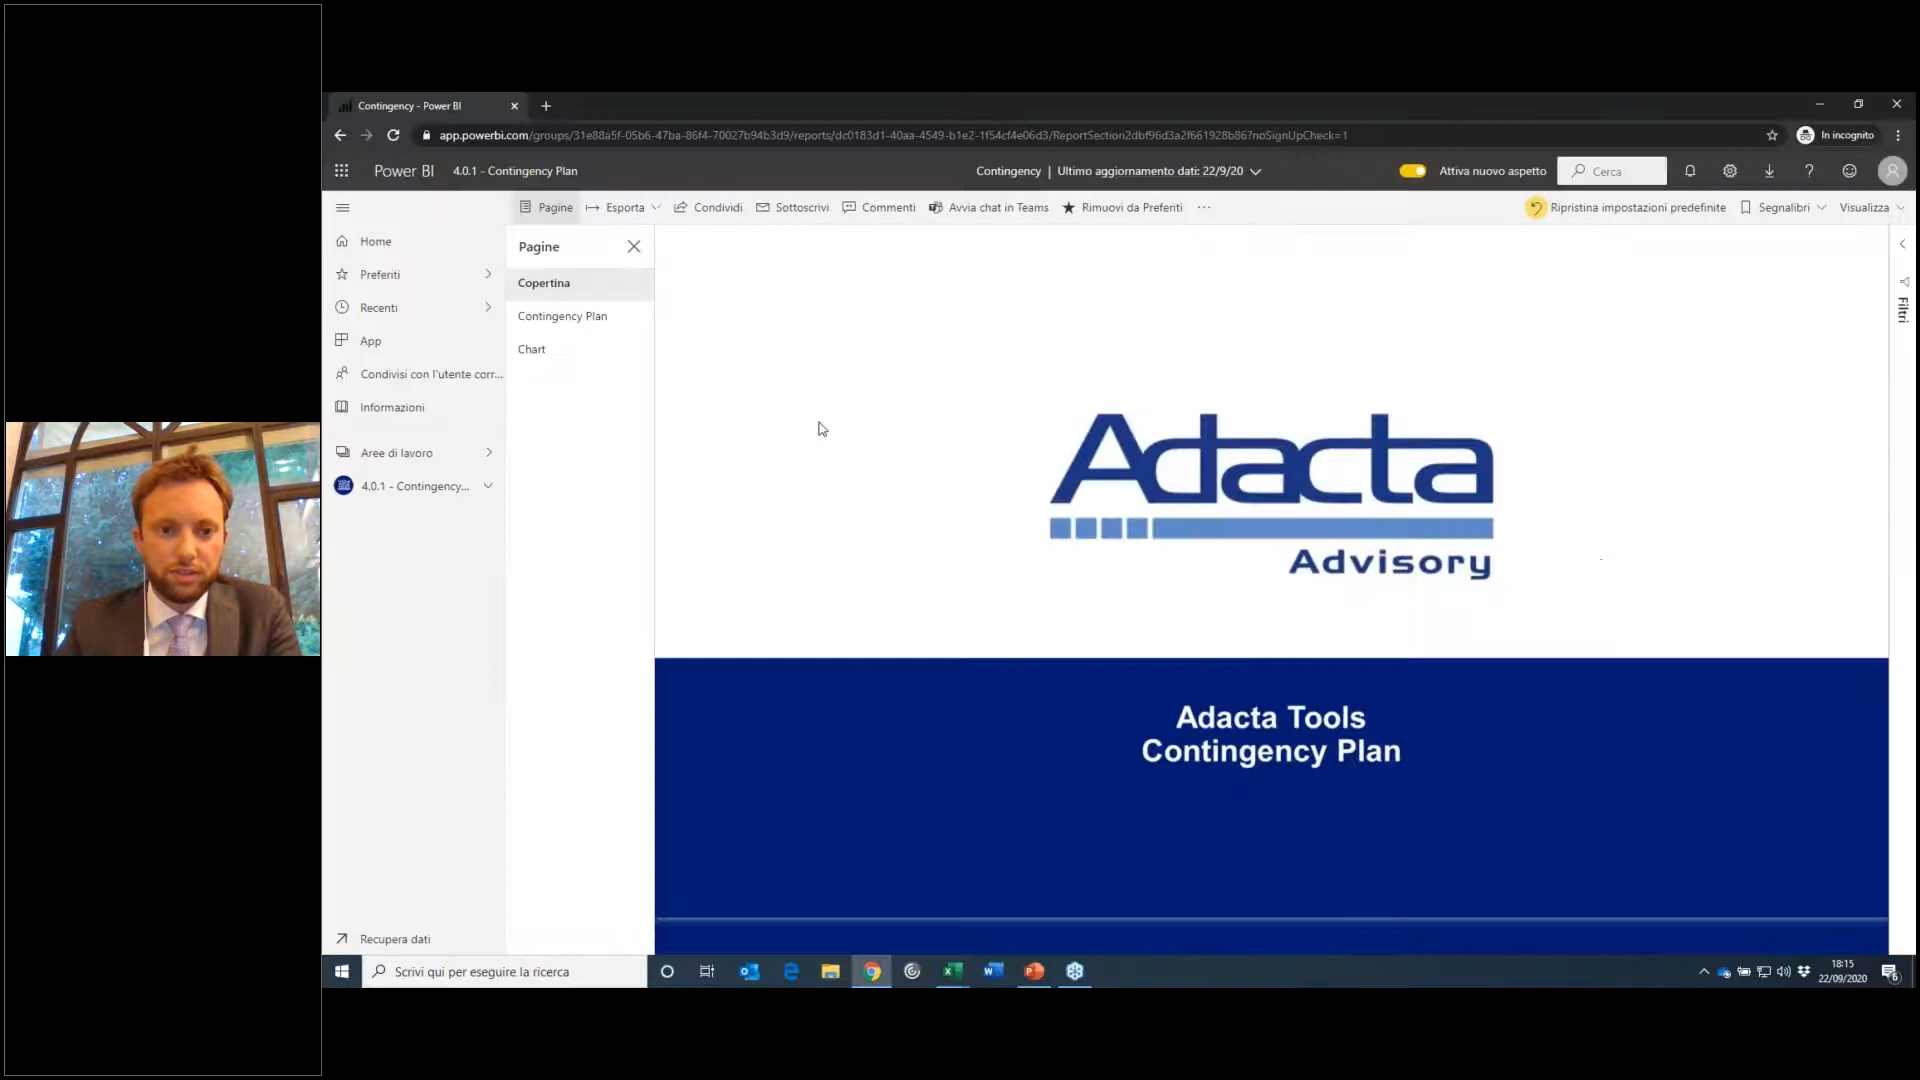 Contingency - Power BI
app.powerbi.com/groups/31e88a5f-05b6-47ba-86f4-70027b94b3d9/reports/dc0183d1-40aa-4549-b1e2-1f54cf4e06d3/ReportSection2dbf96d3a2f661928b86?noSignUpCheck=1
In incognito
Power BI 4.0.1 - Contingency Plan
Contingency | Ultimo aggiornamento dati: 22/9/20
Attiva nuovo aspetto
Cerca
Pagine Esporta Condividi Sottoscrivi Commenti Avvia chat in Teams Rimuovi da Preferiti ...
Ripristina impostazioni predefinite Segnalibri Visualizza
Home
Preferiti
Recenti
App
Condivisi con l'utente corr...
Informazioni
Aree di lavoro
4.0.1 - Contingency...
Recupera dati
Pagine
Copertina
Contingency Plan
Chart
Filtri
Adacta
Advisory
Adacta Tools
Contingency Plan
Scrivi qui per eseguire la ricerca
18:15
22/09/2020
6